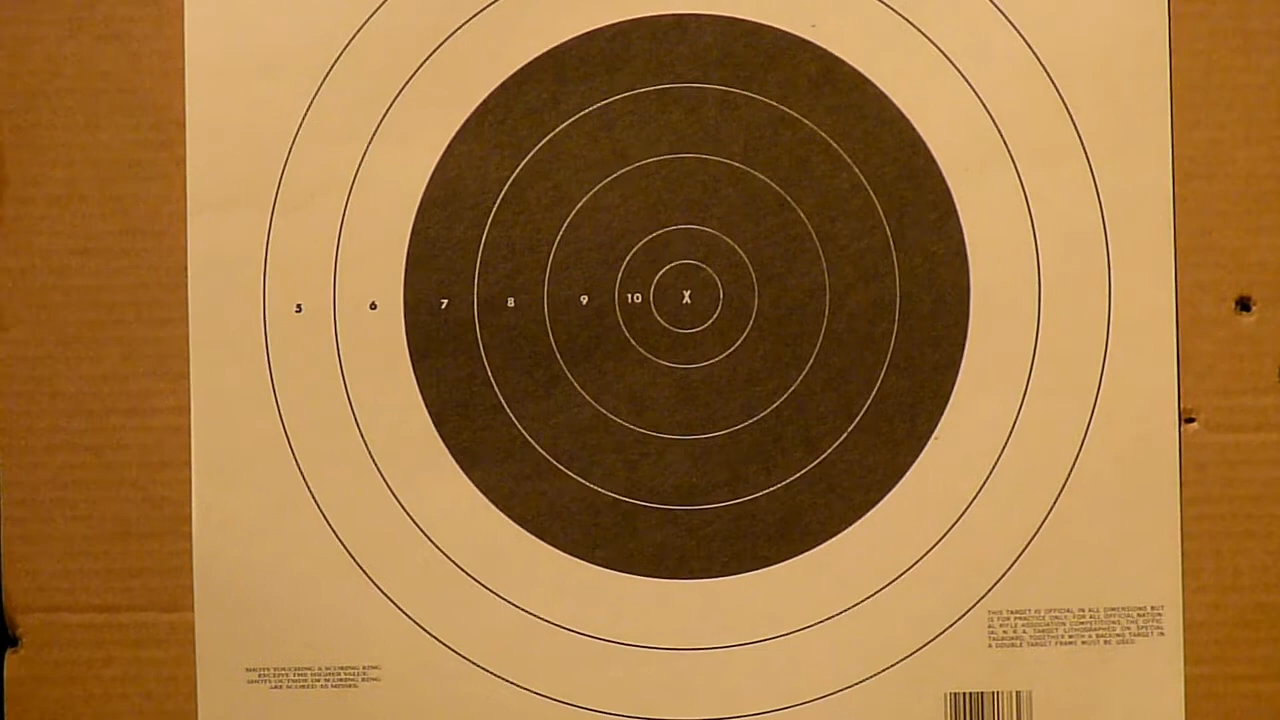 5 6 7 8 9 10 X
THIS TARGET IS OFFICIAL IN ALL DIMENSIONS BUT
IS FOR PRACTICE ONLY. FOR ALL OFFICIAL NATION-
AL RIFLE ASSOCIATION COMPETITIONS, THE OFFIC-
IAL N.R.A. TARGET LITHOGRAPHED ON SPECIAL
TAGBOARD, TOGETHER WITH A BACKING TARGET IN
A DOUBLE TARGET FRAME MUST BE USED.
SHOTS TOUCHING A SCORING RING
RECEIVE THE HIGHER VALUE.
SHOTS OUTSIDE OF SCORING RING
ARE SCORED AS MISSES.